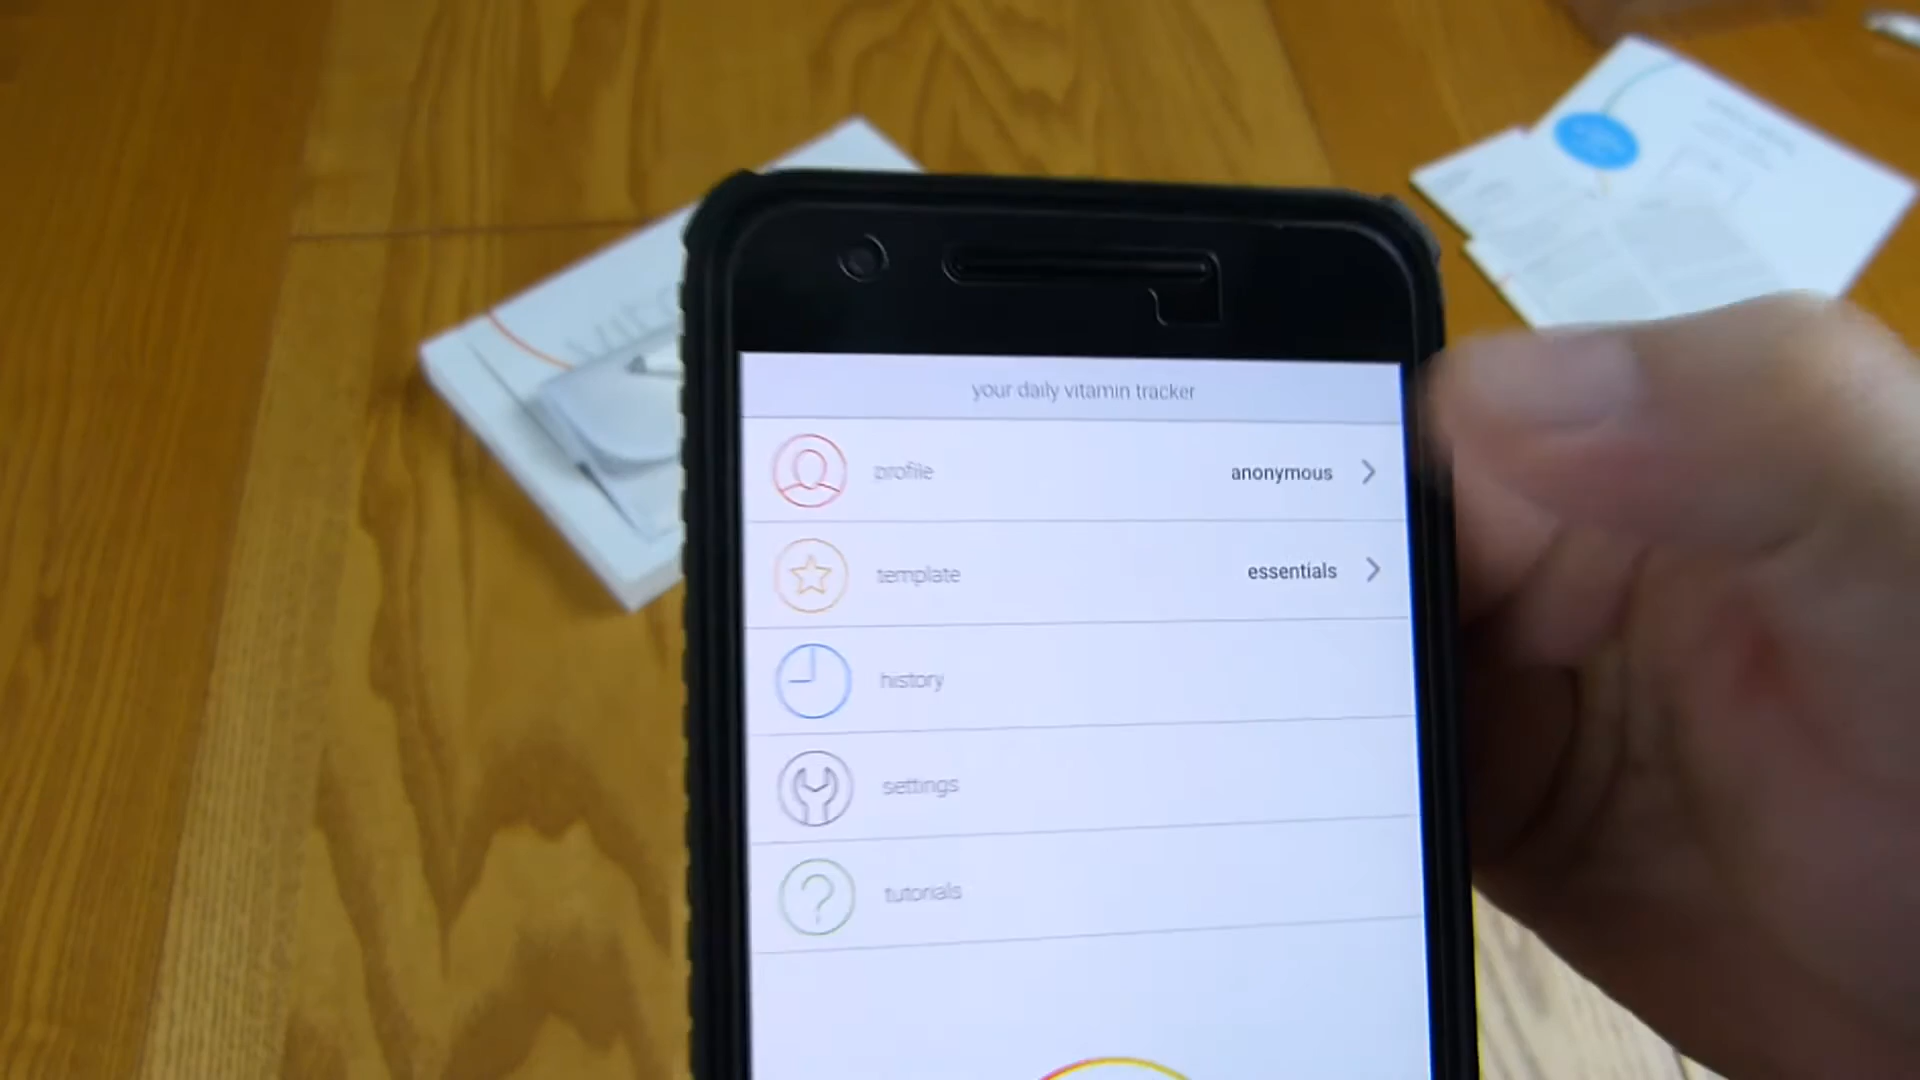 your daily vitamin tracker
profile
anonymous
template
essentials
history
settings
tutorials